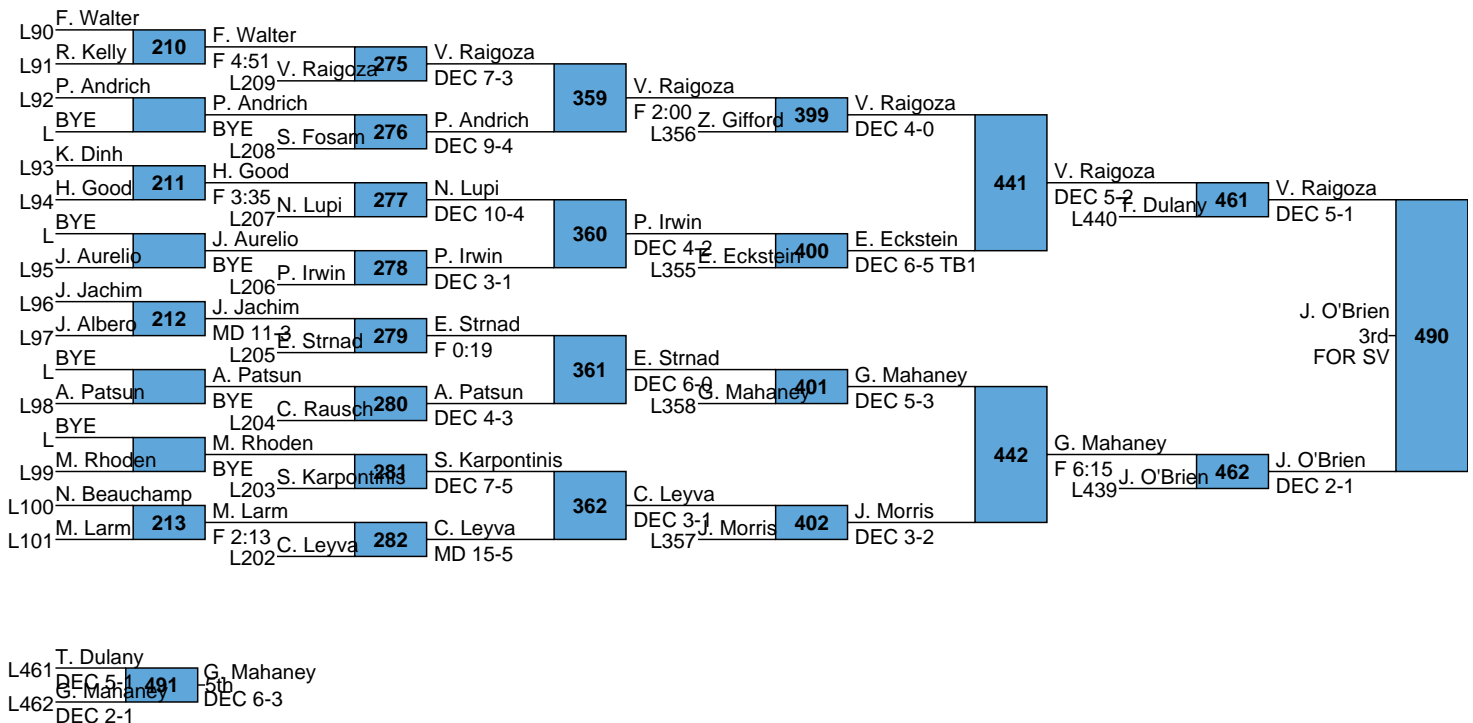 F. Walter
L90
210
R. Kelly
L91
F. Walter
F 4:51
P. Andrich
L92
BYE
L
P. Andrich
BYE
K. Dinh
L93
211
H. Good
L94
H. Good
F 3:35
BYE
L
J. Aurelio
L95
J. Aurelio
BYE
J. Jachim
L96
212
J. Albero
L97
J. Jachim
MD 11-3
BYE
L
A. Patsun
L98
A. Patsun
BYE
BYE
L
M. Rhoden
L99
M. Rhoden
BYE
N. Beauchamp
L100
213
M. Larm
L101
M. Larm
F 2:13
L209
V. Raigoza
275
V. Raigoza
DEC 7-3
L208
S. Fosam
276
P. Andrich
DEC 9-4
L207
N. Lupi
277
N. Lupi
DEC 10-4
L206
P. Irwin
278
P. Irwin
DEC 3-1
L205
E. Strnad
279
E. Strnad
F 0:19
L204
C. Rausch
280
A. Patsun
DEC 4-3
L203
S. Karpontinis
281
S. Karpontinis
DEC 7-5
L202
C. Leyva
282
C. Leyva
MD 15-5
359
V. Raigoza
F 2:00
360
P. Irwin
DEC 4-2
361
E. Strnad
DEC 6-0
362
C. Leyva
DEC 3-1
L356
Z. Gifford
399
V. Raigoza
DEC 4-0
L355
E. Eckstein
400
E. Eckstein
DEC 6-5 TB1
L358
G. Mahaney
401
G. Mahaney
DEC 5-3
L357
J. Morris
402
J. Morris
DEC 3-2
441
V. Raigoza
DEC 5-2
442
G. Mahaney
F 6:15
L440
T. Dulany
461
V. Raigoza
DEC 5-1
L439
J. O'Brien
462
J. O'Brien
DEC 2-1
490
J. O'Brien
3rd
FOR SV
L461
T. Dulany
DEC 5-1
491
L462
G. Mahaney
DEC 2-1
G. Mahaney
5th
DEC 6-3